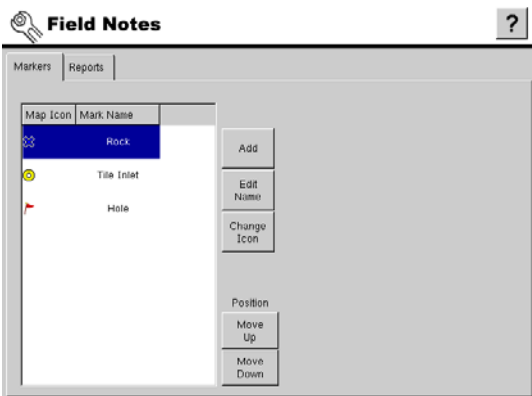 Field Notes
?
Markers Reports
Map Icon Mark Name
Rock
Tile Inlet
Hole
Add
Edit
Name
Change
Icon
Position
Move
Up
Move
Down